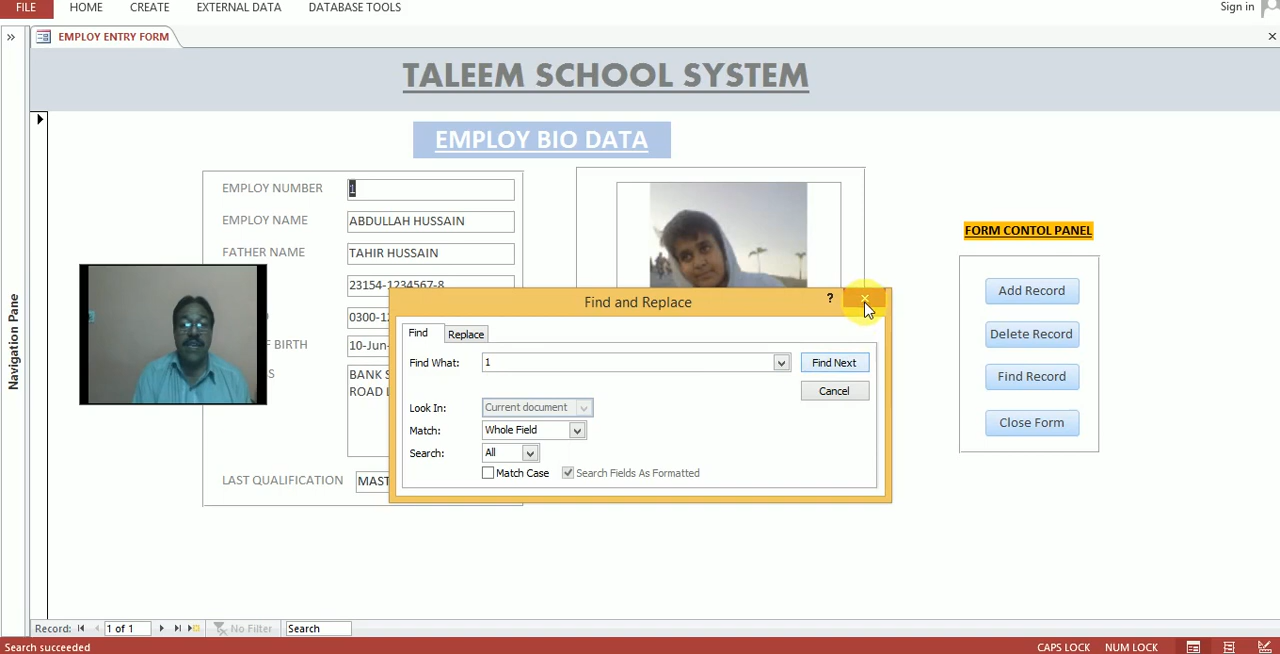 FILE HOME CREATE EXTERNAL DATA DATABASE TOOLS Sign in
EMPLOY ENTRY FORM
TALEEM SCHOOL SYSTEM
EMPLOY BIO DATA
EMPLOY NUMBER 1
EMPLOY NAME ABDULLAH HUSSAIN
FORM CONTOL PANEL
FATHER NAME TAHIR HUSSAIN
23154-1234567-8
Add Record
Find and Replace ?
0300-12
Find Replace
Delete Record
OF BIRTH 10-Jun-
Find What: 1 Find Next
BANK S
Find Record
ROAD L
Cancel
Look In: Current document
Close Form
Match: Whole Field
Search: All
Match Case Search Fields As Formatted
LAST QUALIFICATION MAST
Navigation Pane
Record: 1 of 1 No Filter Search
Search succeeded CAPS LOCK NUM LOCK